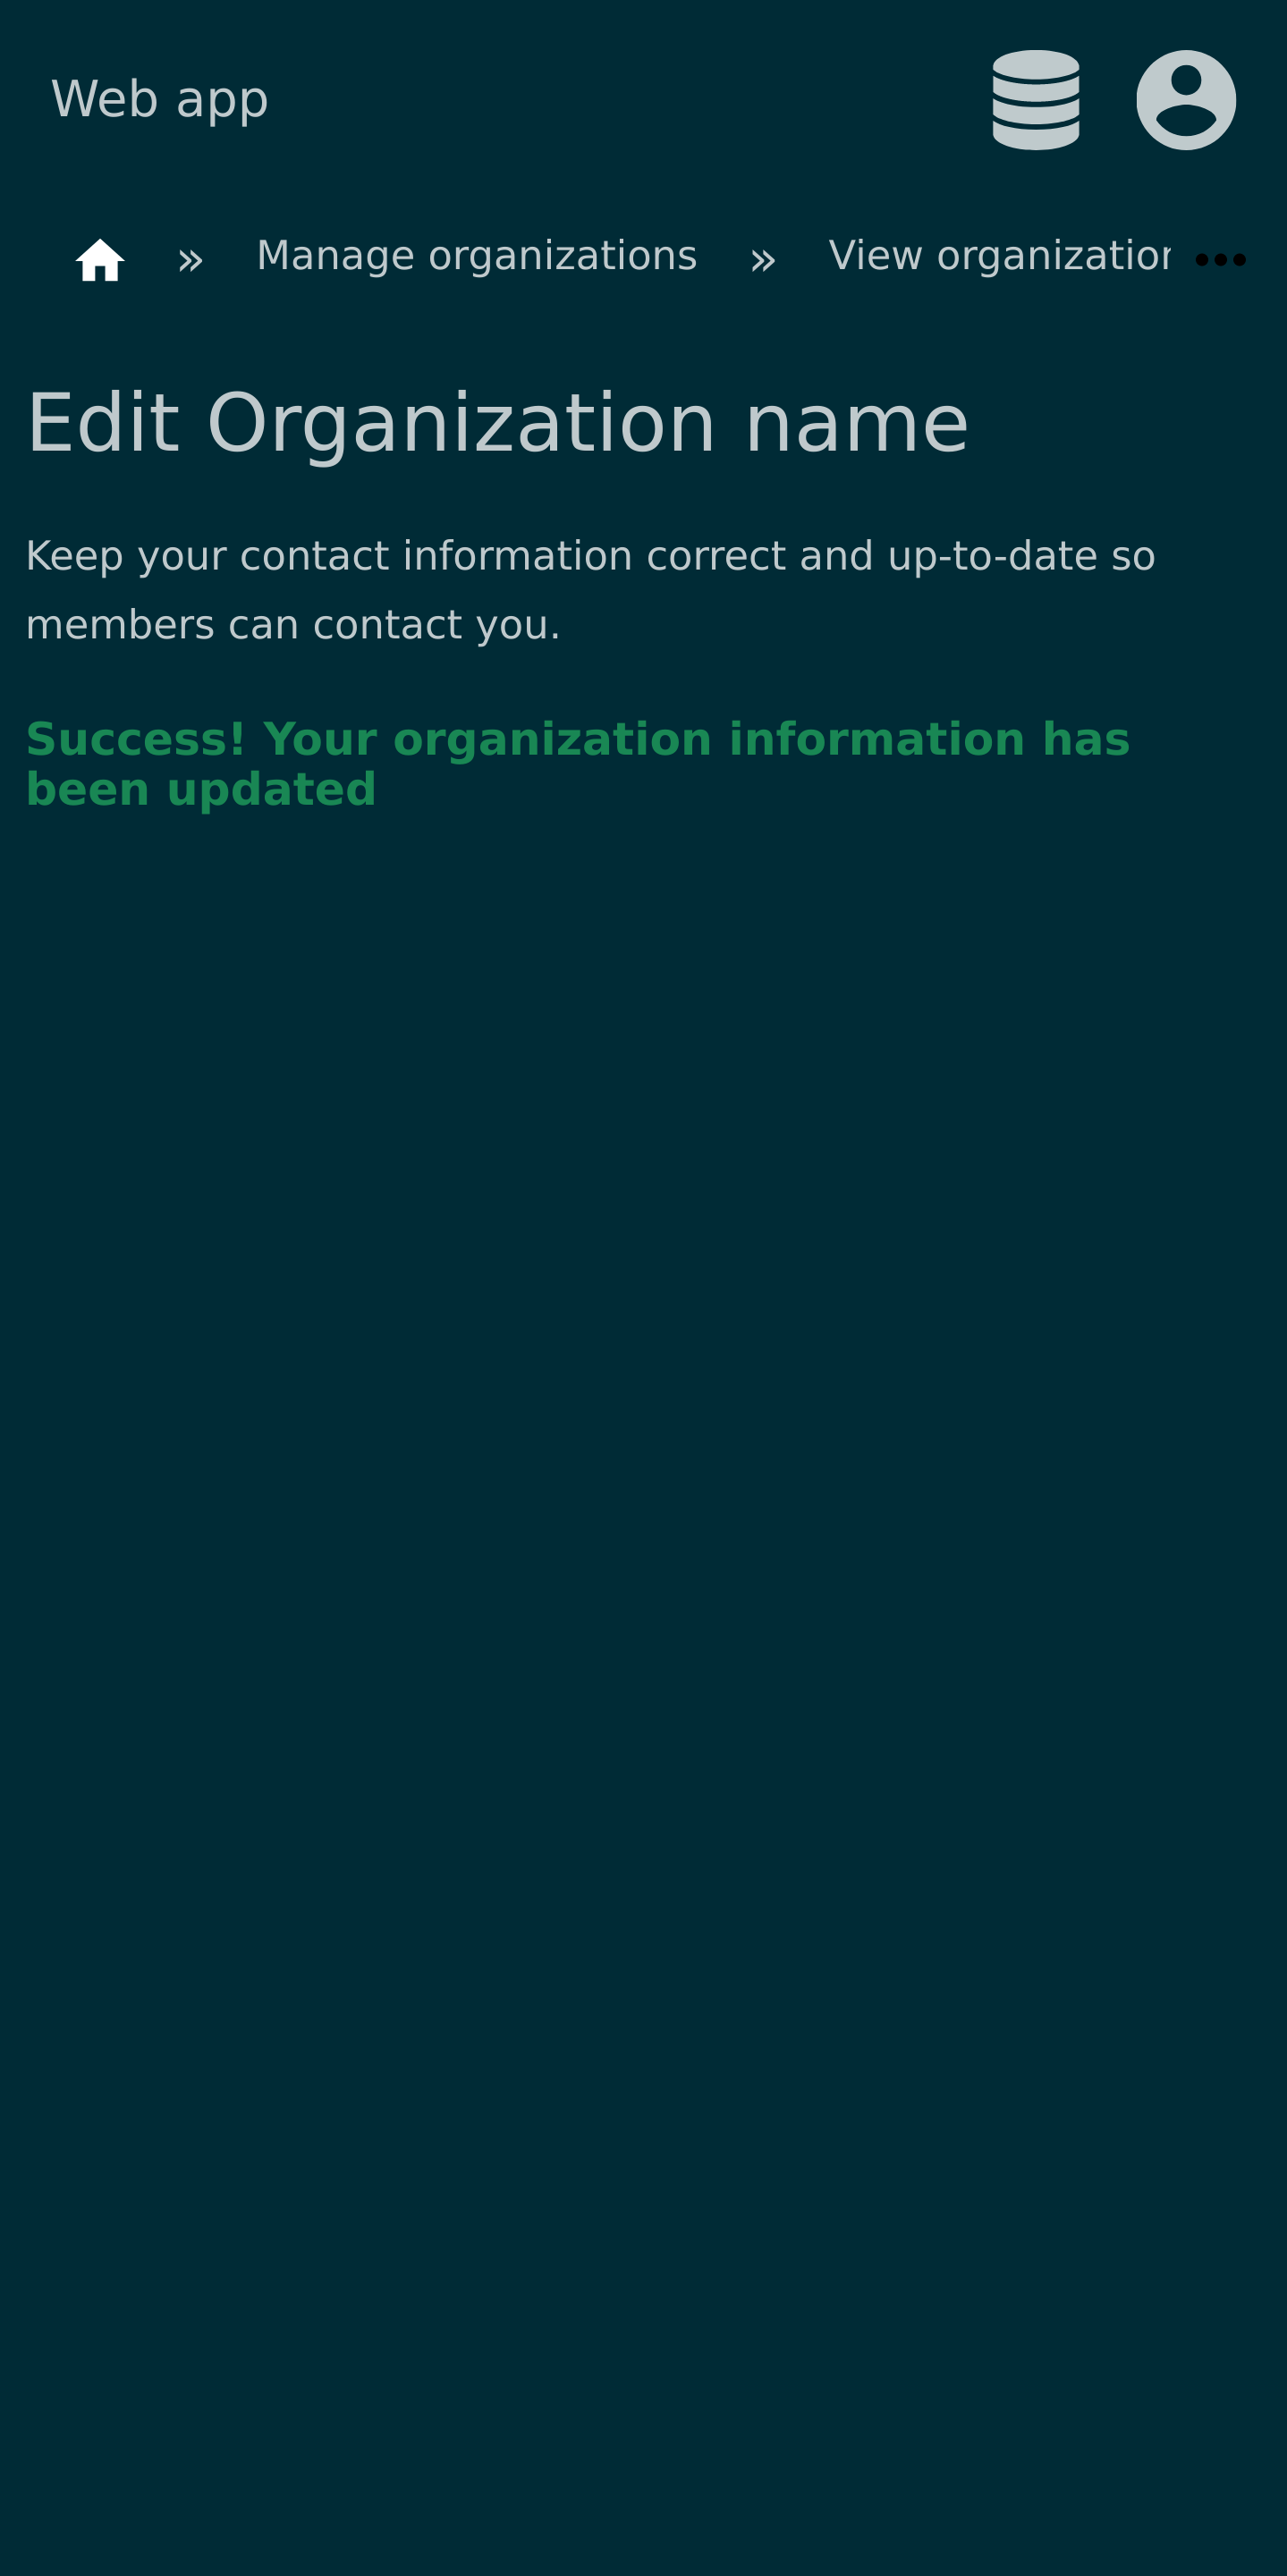 Web app
» Manage organizations » View organization
Edit Organization name
Keep your contact information correct and up-to-date so
members can contact you.
Success! Your organization information has
been updated